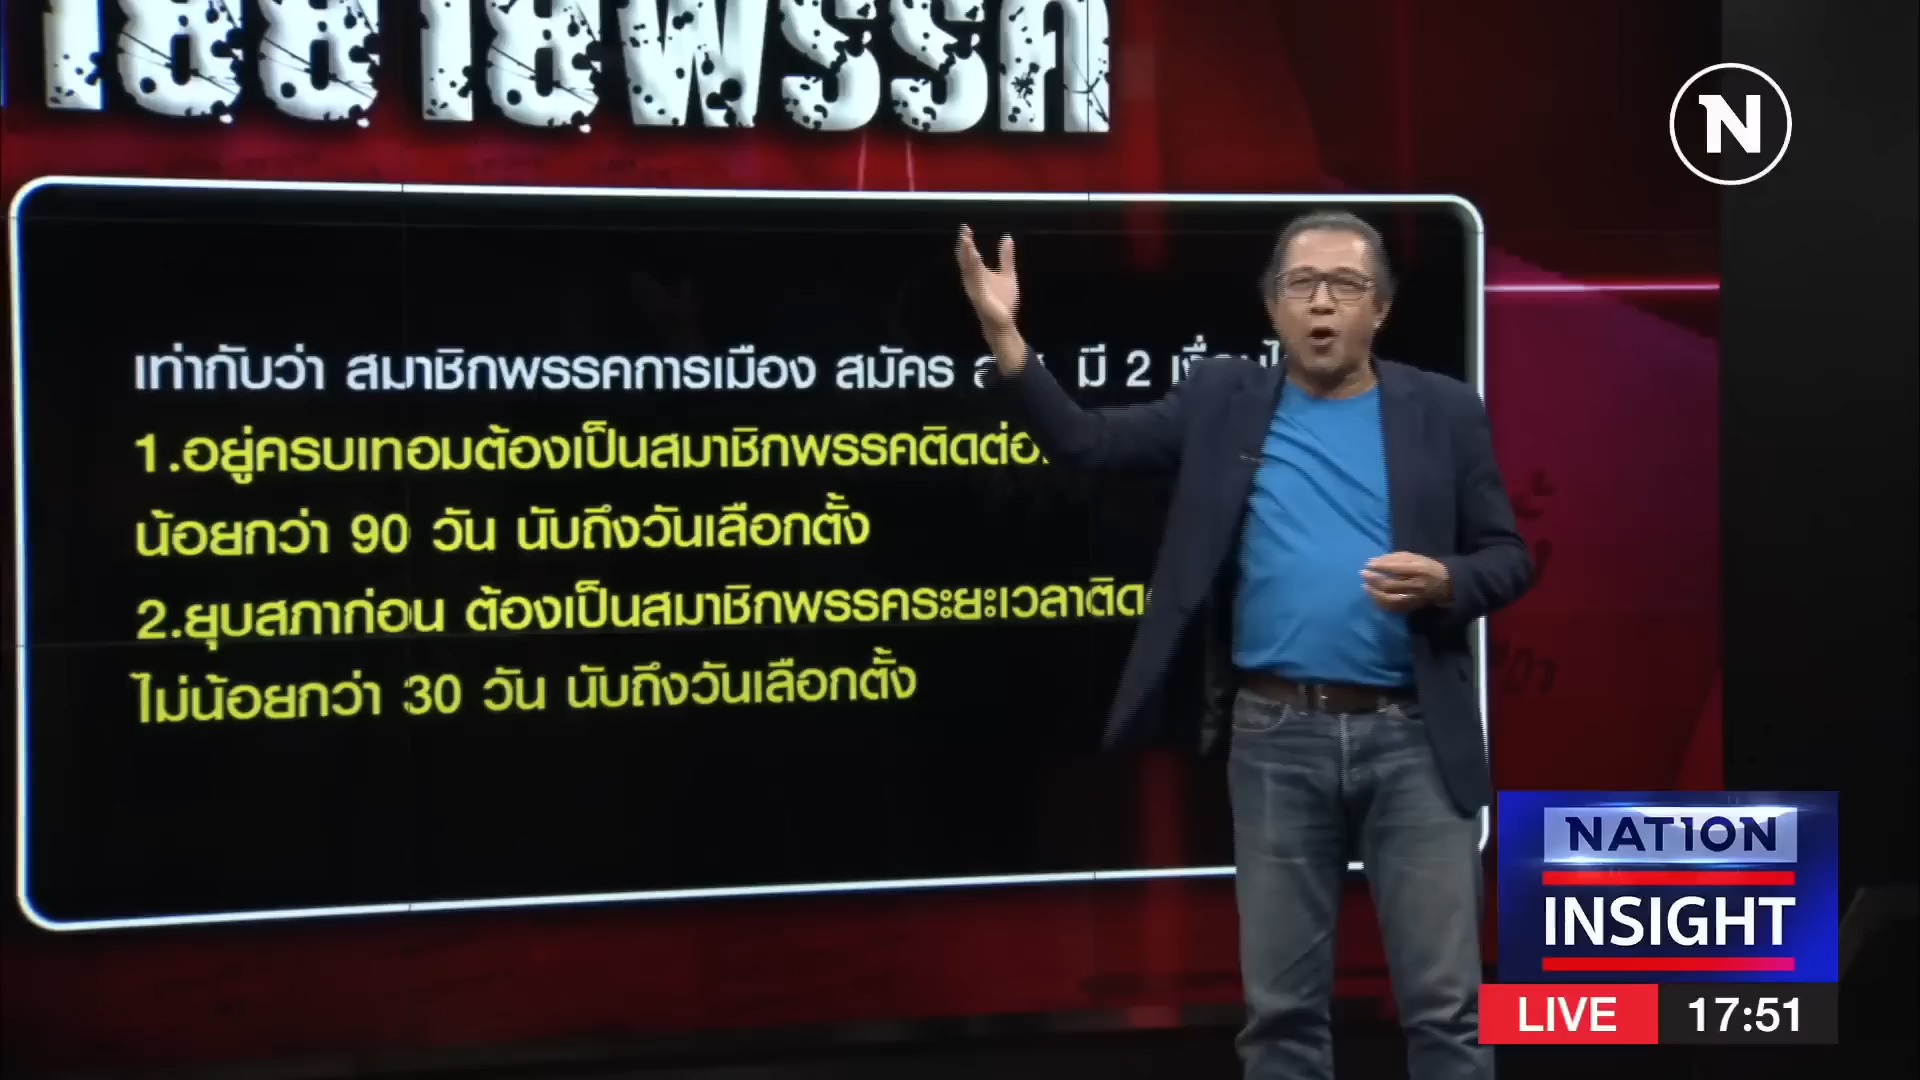 N
เท่ากับว่า สมาชิกพรรคการเมือง สมัคร มี 2
1.อยู่ครบเทอมต้องเป็นสมาชิกพรรคติดต่อ
น้อยกว่า 90 วัน นับถึงวันเลือกตั้ง
2.ยุบสภาก่อน ต้องเป็นสมาชิกพรรคระยะเวลาติด
ไม่น้อยกว่า 30 วัน นับถึงวันเลือกตั้ง
NATION
INSIGHT
LIVE 17:51